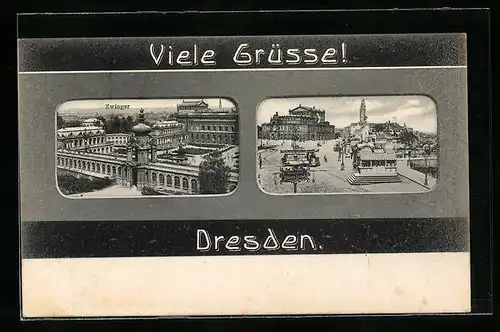 Viele Grüsse!
Zwinger
Dresden.